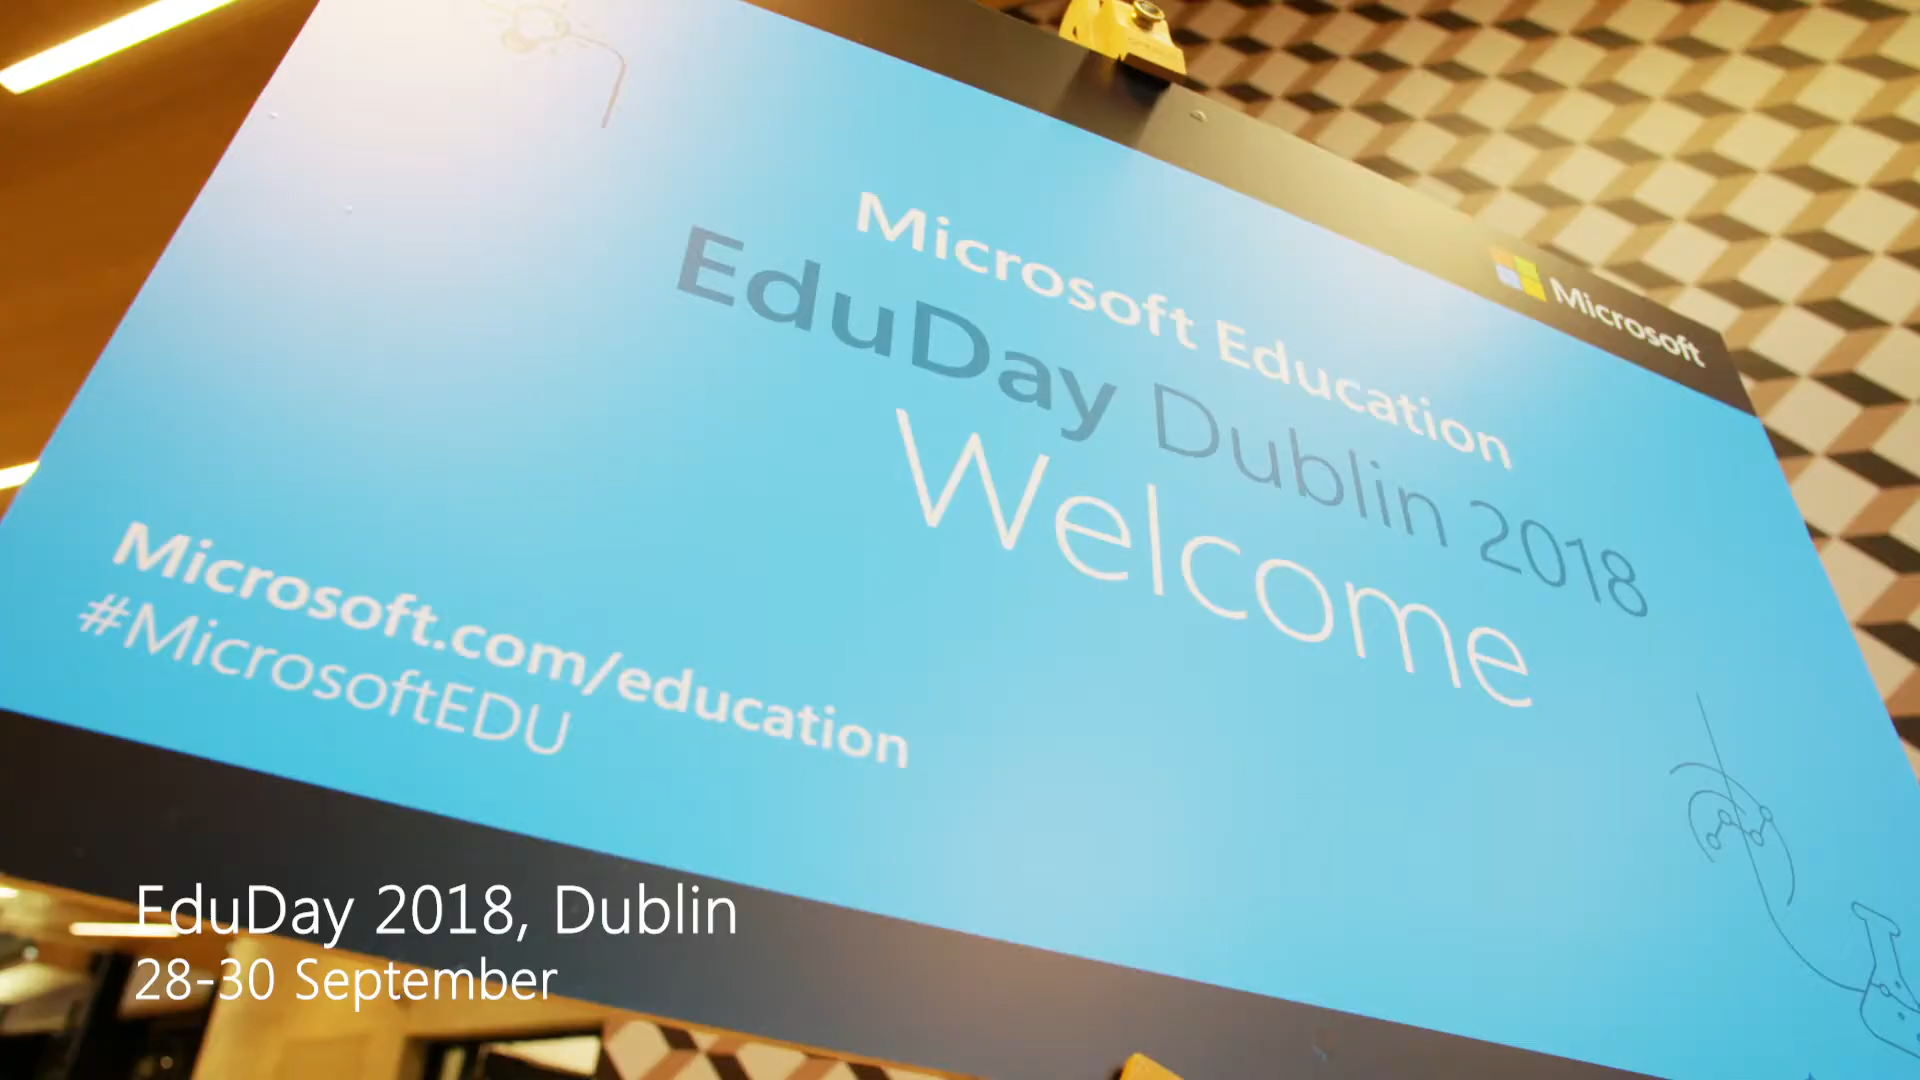 Microsoft
Microsoft Education
EduDay Dublin 2018
Welcome
Microsoft.com/education
#MicrosoftEDU
EduDay 2018, Dublin
28-30 September